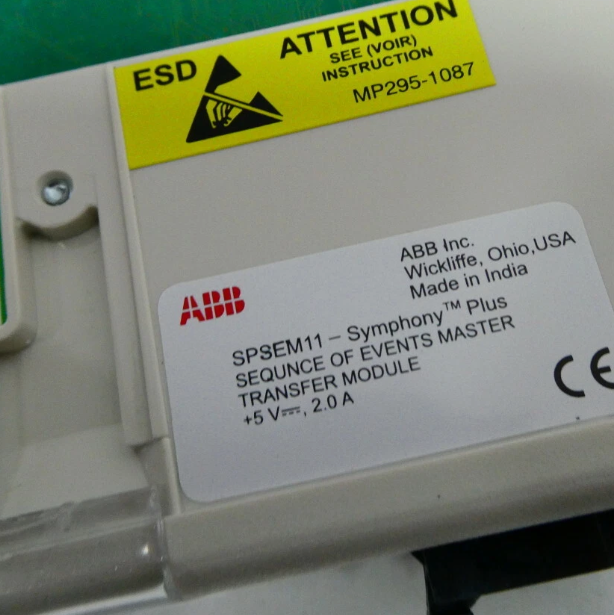 ESD
ATTENTION
SEE (VOIR)
INSTRUCTION
MP295-1087
ABB
ABB Inc.
Wickliffe, Ohio,USA
Made in India
SPSEM11 – Symphony™ Plus
SEQUNCE OF EVENTS MASTER
TRANSFER MODULE
+5 V⎓, 2.0 A
CE